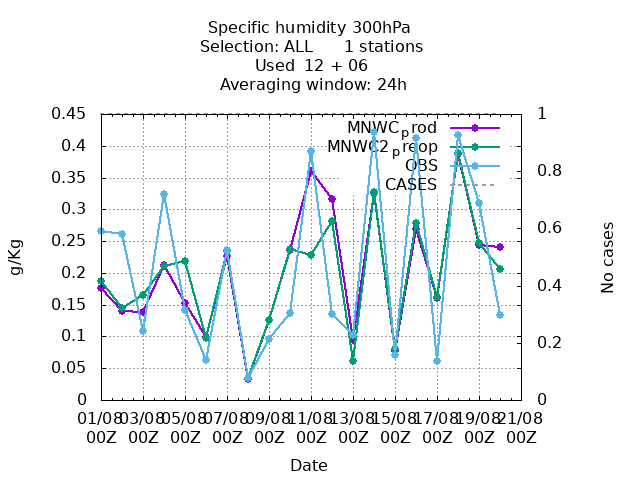 Specific humidity 300hPa
Selection: ALL 1 stations
Used 12 + 06
Averaging window: 24h
0.45 1
MNWCprod
0.4 MNWC2preop
OBS
0.35 0.8
CASES
0.3
0.25 0.6
g/Kg No cases
0.2 0.4
0.15
0.1 0.2
0.05
0 0
01/08 03/08 05/08 07/08 09/08 11/08 13/08 15/08 17/08 19/08 21/08
00Z 00Z 00Z 00Z 00Z 00Z 00Z 00Z 00Z 00Z 00Z
Date